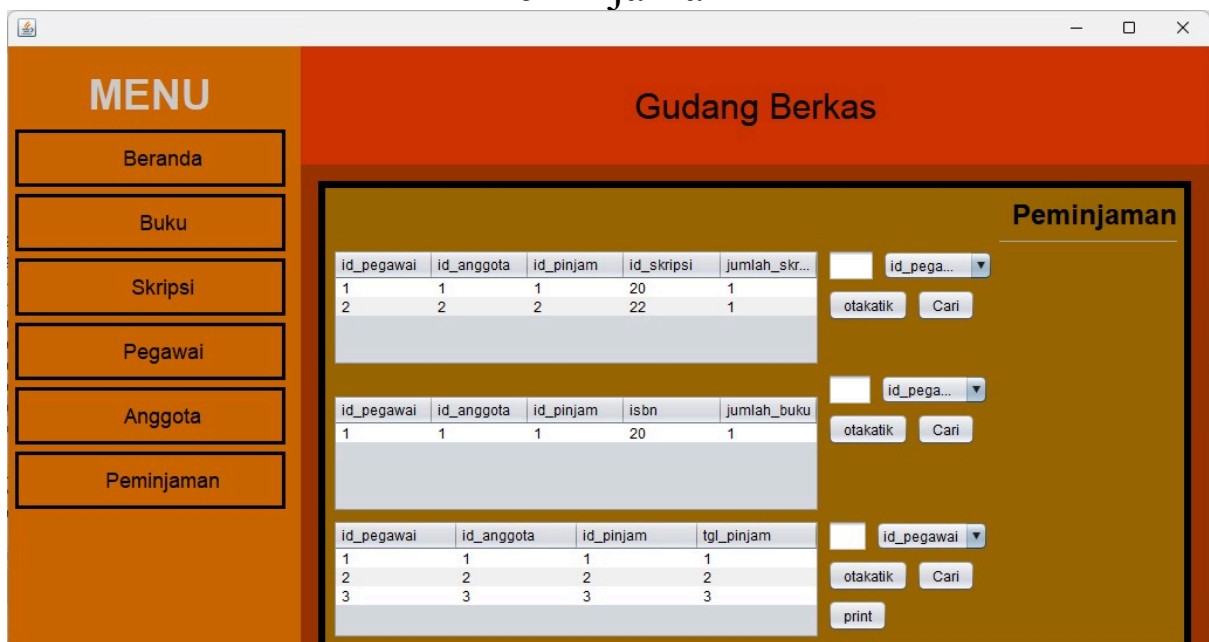 MENU
Gudang Berkas
Beranda
Buku
Skripsi
Pegawai
Anggota
Peminjaman
Peminjaman
id_pegawai id_anggota id_pinjam id_skripsi jumlah_skr...
1 1 1 20 1
2 2 2 22 1
id_pega...
otakatik Cari
id_pegawai id_anggota id_pinjam isbn jumlah_buku
1 1 1 20 1
id_pega...
otakatik Cari
id_pegawai id_anggota id_pinjam tgl_pinjam
1 1 1 1
2 2 2 2
3 3 3 3
id_pegawai
otakatik Cari
print